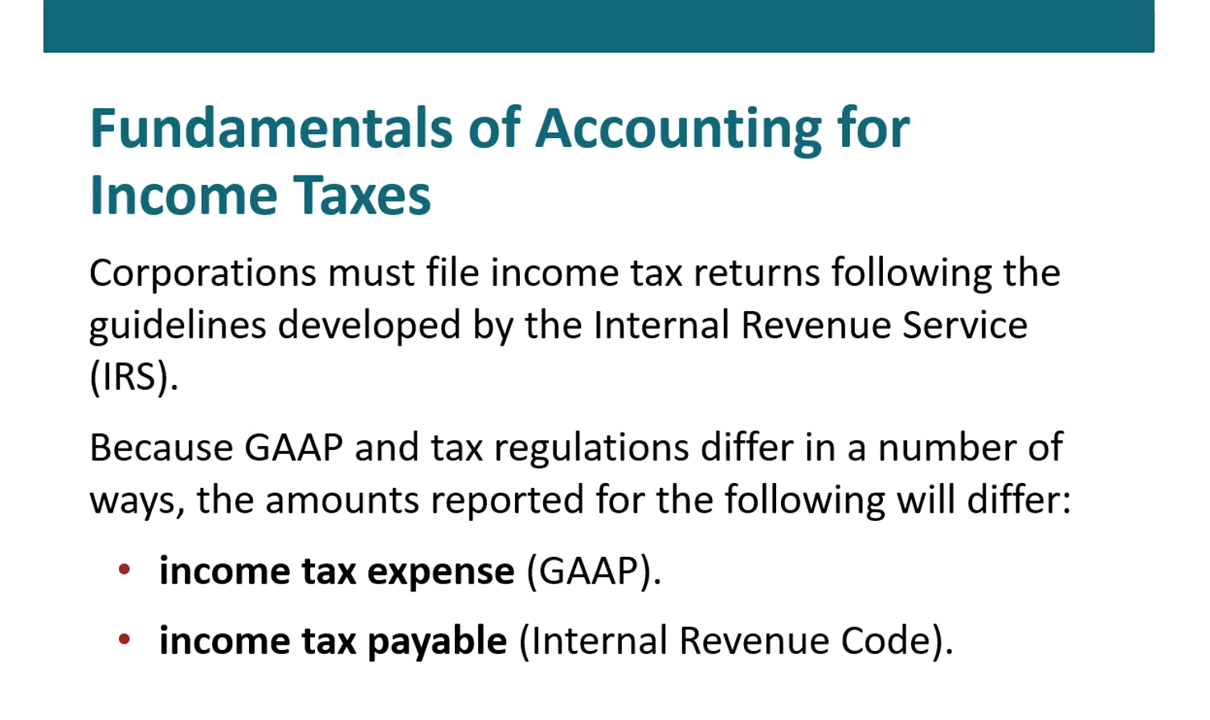 Fundamentals of Accounting for
Income Taxes
Corporations must file income tax returns following the
guidelines developed by the Internal Revenue Service
(IRS).
Because GAAP and tax regulations differ in a number of
ways, the amounts reported for the following will differ:
• income tax expense (GAAP).
• income tax payable (Internal Revenue Code).